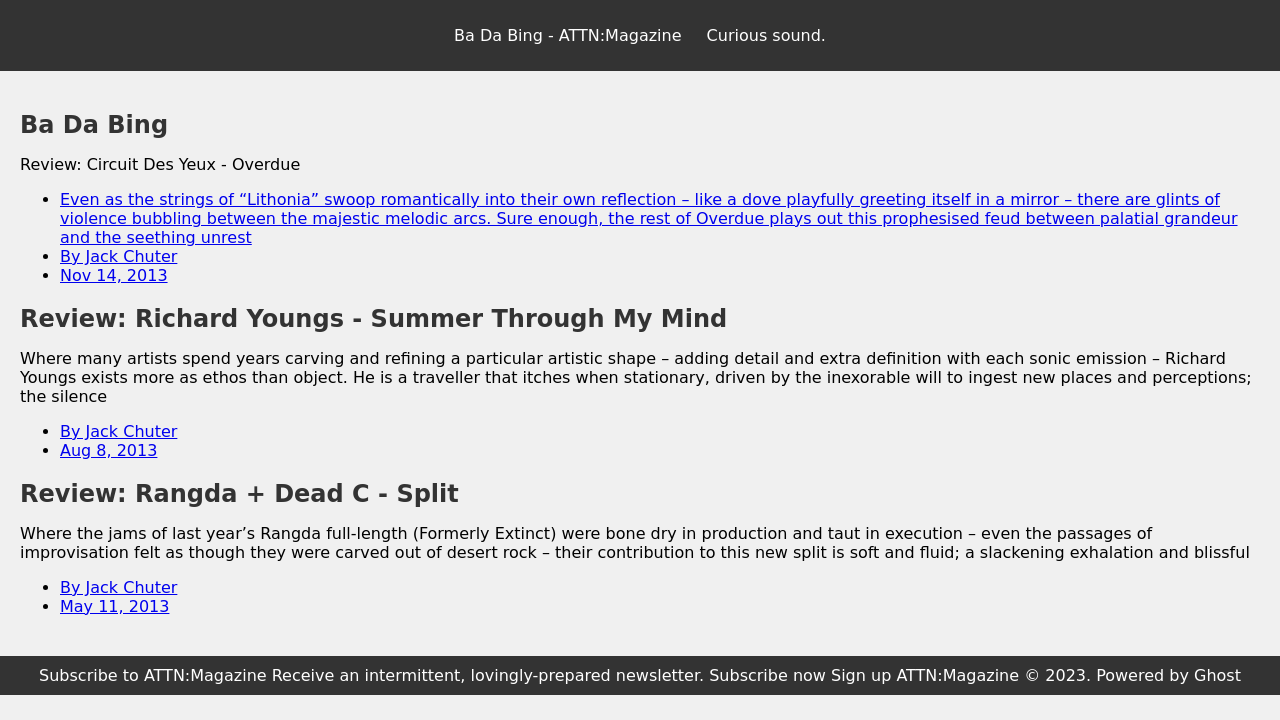 Ba Da Bing - ATTN:Magazine Curious sound.
Ba Da Bing
Review: Circuit Des Yeux - Overdue
Even as the strings of “Lithonia” swoop romantically into their own reflection – like a dove playfully greeting itself in a mirror – there are glints of
violence bubbling between the majestic melodic arcs. Sure enough, the rest of Overdue plays out this prophesised feud between palatial grandeur
and the seething unrest
By Jack Chuter
Nov 14, 2013
Review: Richard Youngs - Summer Through My Mind
Where many artists spend years carving and refining a particular artistic shape – adding detail and extra definition with each sonic emission – Richard
Youngs exists more as ethos than object. He is a traveller that itches when stationary, driven by the inexorable will to ingest new places and perceptions;
the silence
By Jack Chuter
Aug 8, 2013
Review: Rangda + Dead C - Split
Where the jams of last year’s Rangda full-length (Formerly Extinct) were bone dry in production and taut in execution – even the passages of
improvisation felt as though they were carved out of desert rock – their contribution to this new split is soft and fluid; a slackening exhalation and blissful
By Jack Chuter
May 11, 2013
Subscribe to ATTN:Magazine Receive an intermittent, lovingly-prepared newsletter. Subscribe now Sign up ATTN:Magazine © 2023. Powered by Ghost